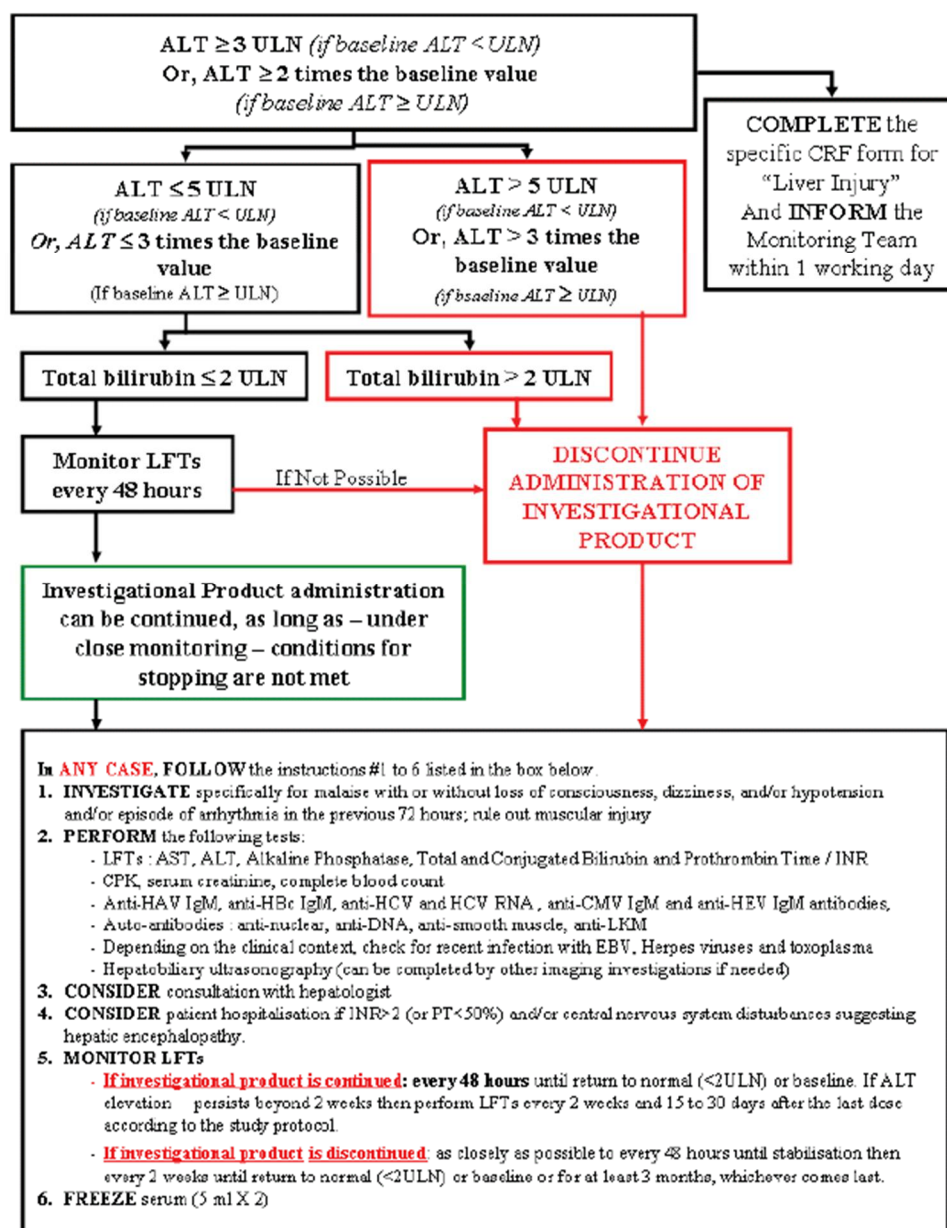 ALT ≥ 3 ULN (if baseline ALT < ULN)
Or, ALT ≥ 2 times the baseline value
(if baseline ALT ≥ ULN)
COMPLETE the
specific CRF form for
“Liver Injury”
And INFORM the
Monitoring Team
within 1 working day
ALT ≤ 5 ULN
(if baseline ALT < ULN)
Or, ALT ≤ 3 times the baseline
value
(If baseline ALT ≥ ULN)
ALT > 5 ULN
(if baseline ALT < ULN)
Or, ALT > 3 times the
baseline value
(if bsaeline ALT ≥ ULN)
Total bilirubin ≤ 2 ULN
Total bilirubin > 2 ULN
Monitor LFTs
every 48 hours
If Not Possible
DISCONTINUE
ADMINISTRATION OF
INVESTIGATIONAL
PRODUCT
Investigational Product administration
can be continued, as long as – under
close monitoring – conditions for
stopping are not met
In ANY CASE, FOLLOW the instructions #1 to 6 listed in the box below.
1. INVESTIGATE specifically for malaise with or without loss of consciousness, dizziness, and/or hypotension
and/or episode of arrhythmia in the previous 72 hours; rule out muscular injury
2. PERFORM the following tests:
- LFTs : AST, ALT, Alkaline Phosphatase, Total and Conjugated Bilirubin and Prothrombin Time / INR
- CPK, serum creatinine, complete blood count
- Anti-HAV IgM, anti-HBc IgM, anti-HCV and HCV RNA , anti-CMV IgM and anti-HEV IgM antibodies,
- Auto-antibodies : anti-nuclear, anti-DNA, anti-smooth muscle, anti-LKM
- Depending on the clinical context, check for recent infection with EBV, Herpes viruses and toxoplasma
- Hepatobiliary ultrasonography (can be completed by other imaging investigations if needed)
3. CONSIDER consultation with hepatologist
4. CONSIDER patient hospitalisation if INR>2 (or PT<50%) and/or central nervous system disturbances suggesting
hepatic encephalopathy.
5. MONITOR LFTs
- If investigational product is continued: every 48 hours until return to normal (<2ULN) or baseline. If ALT
elevation persists beyond 2 weeks then perform LFTs every 2 weeks and 15 to 30 days after the last dose
according to the study protocol.
- If investigational product is discontinued: as closely as possible to every 48 hours until stabilisation then
every 2 weeks until return to normal (<2ULN) or baseline or for at least 3 months, whichever comes last.
6. FREEZE serum (5 ml X 2)